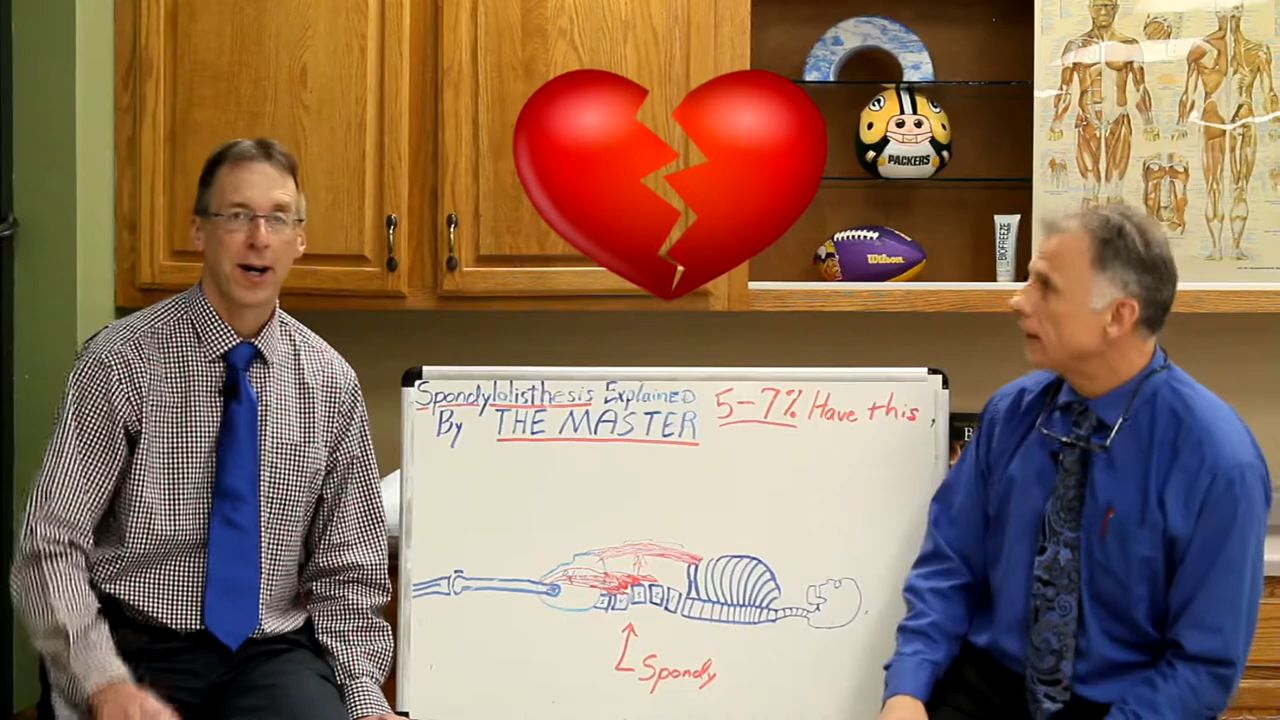 PACKERS
Wilson
BIOFREEZE
Spondylolisthesis Explained
By THE MASTER
5-7% Have this,
Spondy